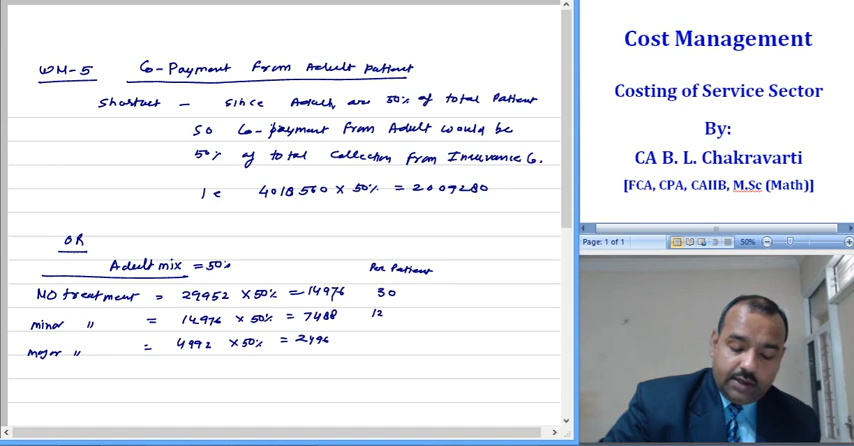 WM-5 Co-Payment From Adult patient
Shortcut - Since Adult are 50% of total Patient
So Co-payment From Adult would be
50% of total Collection From Insurance Co.
ie 4018560 × 50% = 2009280
OR
Adult mix = 50%
Per Patient
NO treatment = 29952 × 50% = 14976 30
minor " = 14976 × 50% = 7488 12
major " = 4992 × 50% = 2496
Cost Management
Costing of Service Sector
By:
CA B. L. Chakravarti
[FCA, CPA, CAIIB, M.Sc (Math)]
Page: 1 of 1
50%